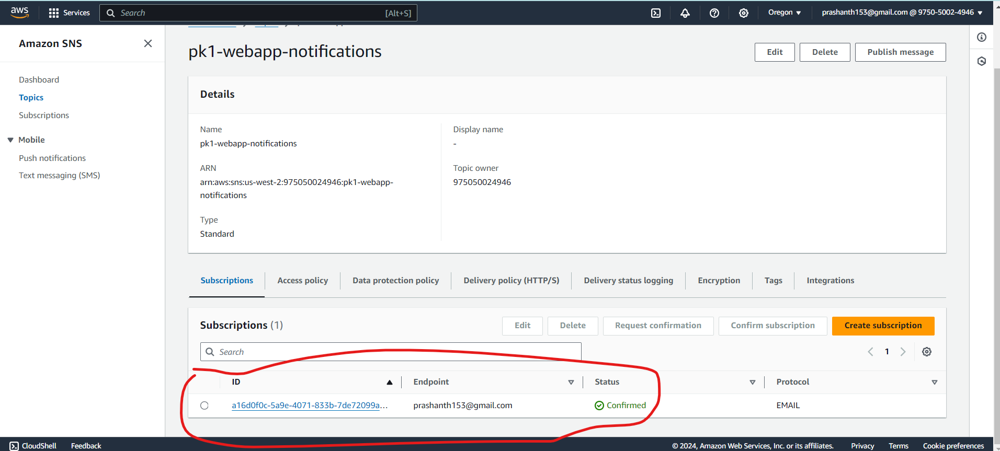 aws Services Search [Alt+S] Oregon prashanth153@gmail.com @ 9750-5002-4946
Amazon SNS
Dashboard
Topics
Subscriptions
Mobile
Push notifications
Text messaging (SMS)
pk1-webapp-notifications
Edit Delete Publish message
Details
Name
pk1-webapp-notifications
ARN
arn:aws:sns:us-west-2:975050024946:pk1-webapp-
notifications
Type
Standard
Display name
-
Topic owner
975050024946
Subscriptions Access policy Data protection policy Delivery policy (HTTP/S) Delivery status logging Encryption Tags Integrations
Subscriptions (1) Edit Delete Request confirmation Confirm subscription Create subscription
Search 1
ID Endpoint Status Protocol
a16d0f0c-5a9e-4071-833b-7de72099a... prashanth153@gmail.com Confirmed EMAIL
CloudShell Feedback © 2024, Amazon Web Services, Inc. or its affiliates. Privacy Terms Cookie preferences